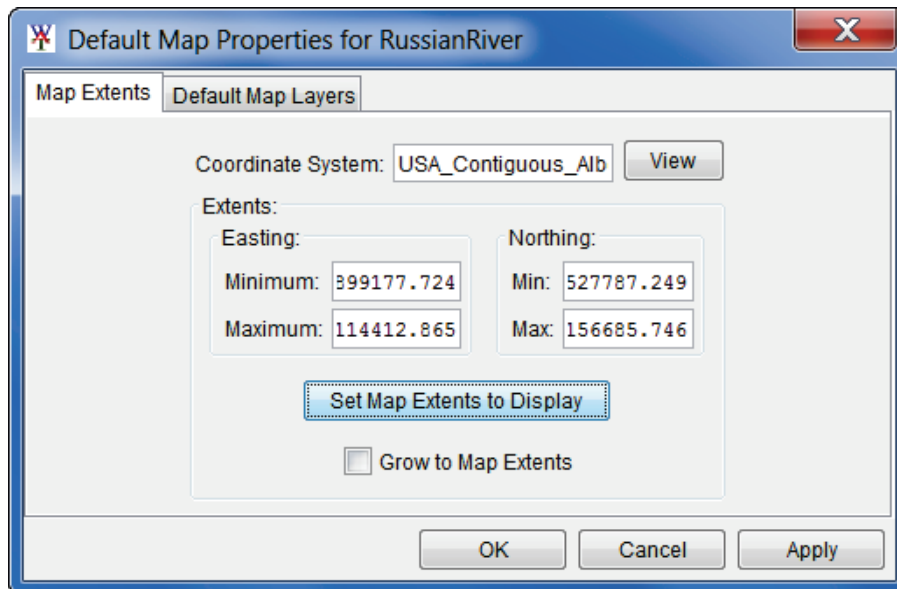 Default Map Properties for RussianRiver
Map Extents Default Map Layers
Coordinate System: USA_Contiguous_Alb View
Extents:
Easting: Northing:
Minimum: 399177.724 Min: 527787.249
Maximum: 114412.865 Max: 156685.746
Set Map Extents to Display
Grow to Map Extents
OK Cancel Apply